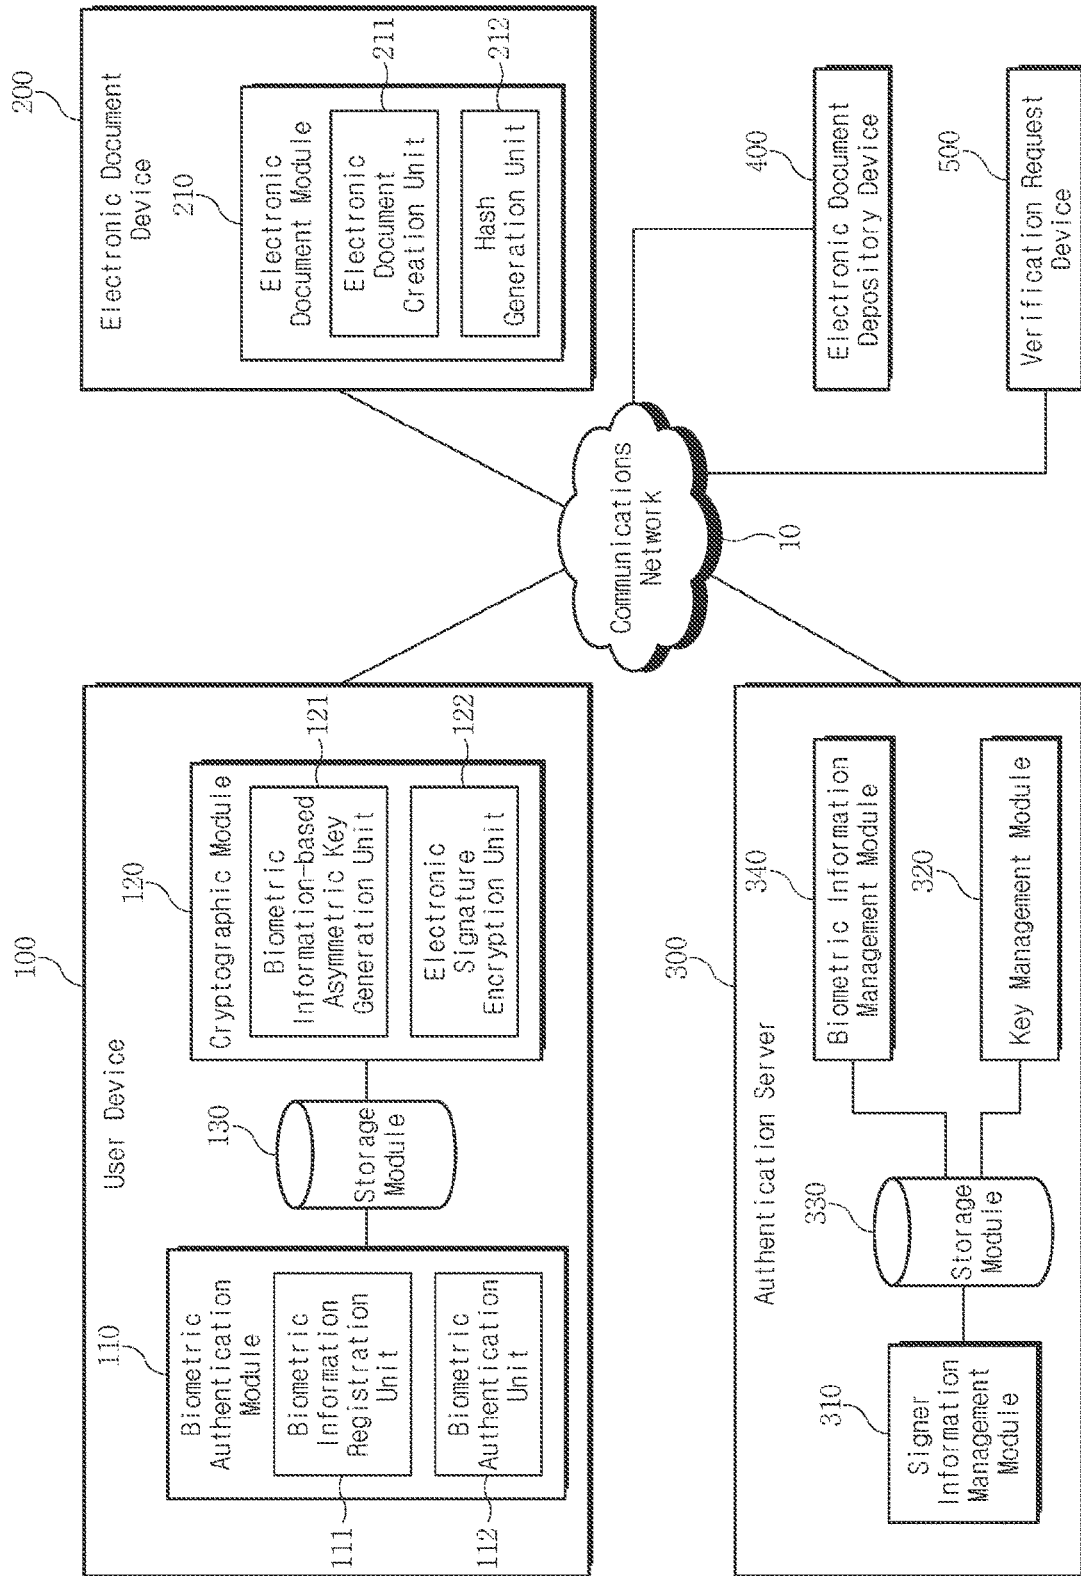 100
User Device
110
Biometric
Authentication
Module
Biometric
Information
Registration
Unit
111
Biometric
Authentication
Unit
112
130
Storage
Module
120
Cryptographic Module
Biometric
Information-based
Asymmetric Key
Generation Unit
121
Electronic
Signature
Encryption Unit
122
200
Electronic Document
Device
210
Electronic
Document Module
Electronic
Document
Creation Unit
211
Hash
Generation Unit
212
Communications
Network
10
300
Authentication Server
310
Signer
Information
Management
Module
330
Storage
Module
340
Biometric Information
Management Module
320
Key Management Module
400
Electronic Document
Depository Device
500
Verification Request
Device